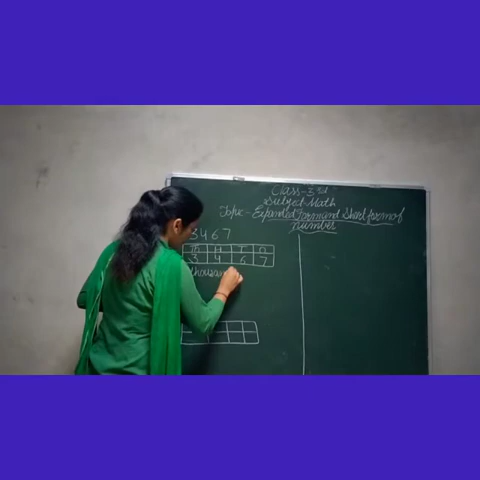 Class-3rd
Subject Math
Topic - Expanded form and Short form of
number
3467
Th H T O
3 4 6 7
thousan